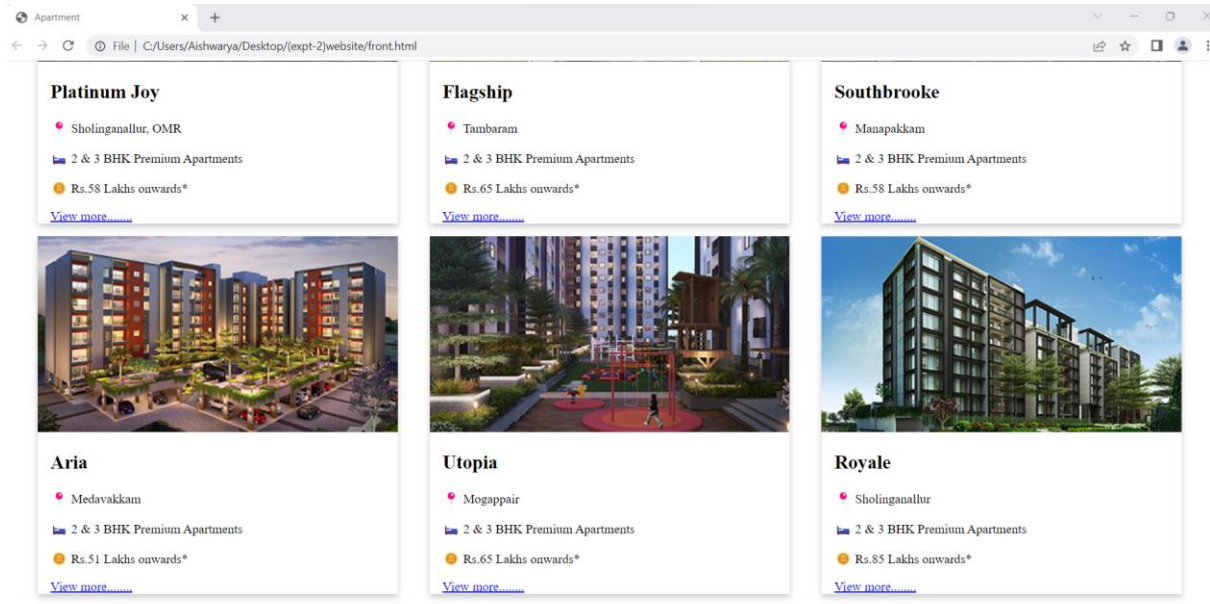 Apartment
File | C:/Users/Aishwarya/Desktop/(expt-2)website/front.html
Platinum Joy
Sholinganallur, OMR
2 & 3 BHK Premium Apartments
Rs.58 Lakhs onwards*
View more........
Flagship
Tambaram
2 & 3 BHK Premium Apartments
Rs.65 Lakhs onwards*
View more........
Southbrooke
Manapakkam
2 & 3 BHK Premium Apartments
Rs.58 Lakhs onwards*
View more........
Aria
Medavakkam
2 & 3 BHK Premium Apartments
Rs.51 Lakhs onwards*
View more........
Utopia
Mogappair
2 & 3 BHK Premium Apartments
Rs.65 Lakhs onwards*
View more........
Royale
Sholinganallur
2 & 3 BHK Premium Apartments
Rs.85 Lakhs onwards*
View more........